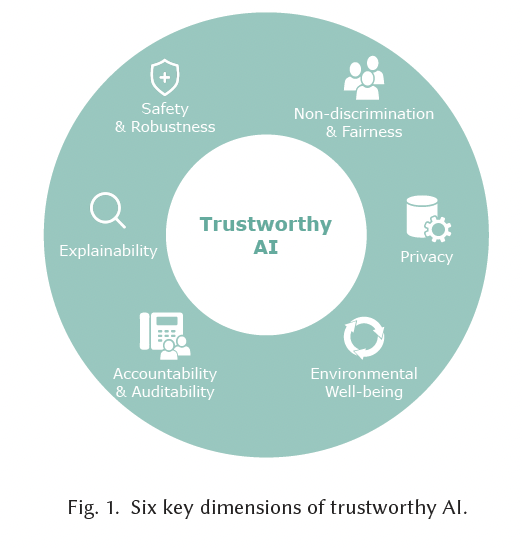 Safety
& Robustness
Non-discrimination
& Fairness
Trustworthy
AI
Explainability
Privacy
Accountability
& Auditability
Environmental
Well-being
Fig. 1. Six key dimensions of trustworthy AI.